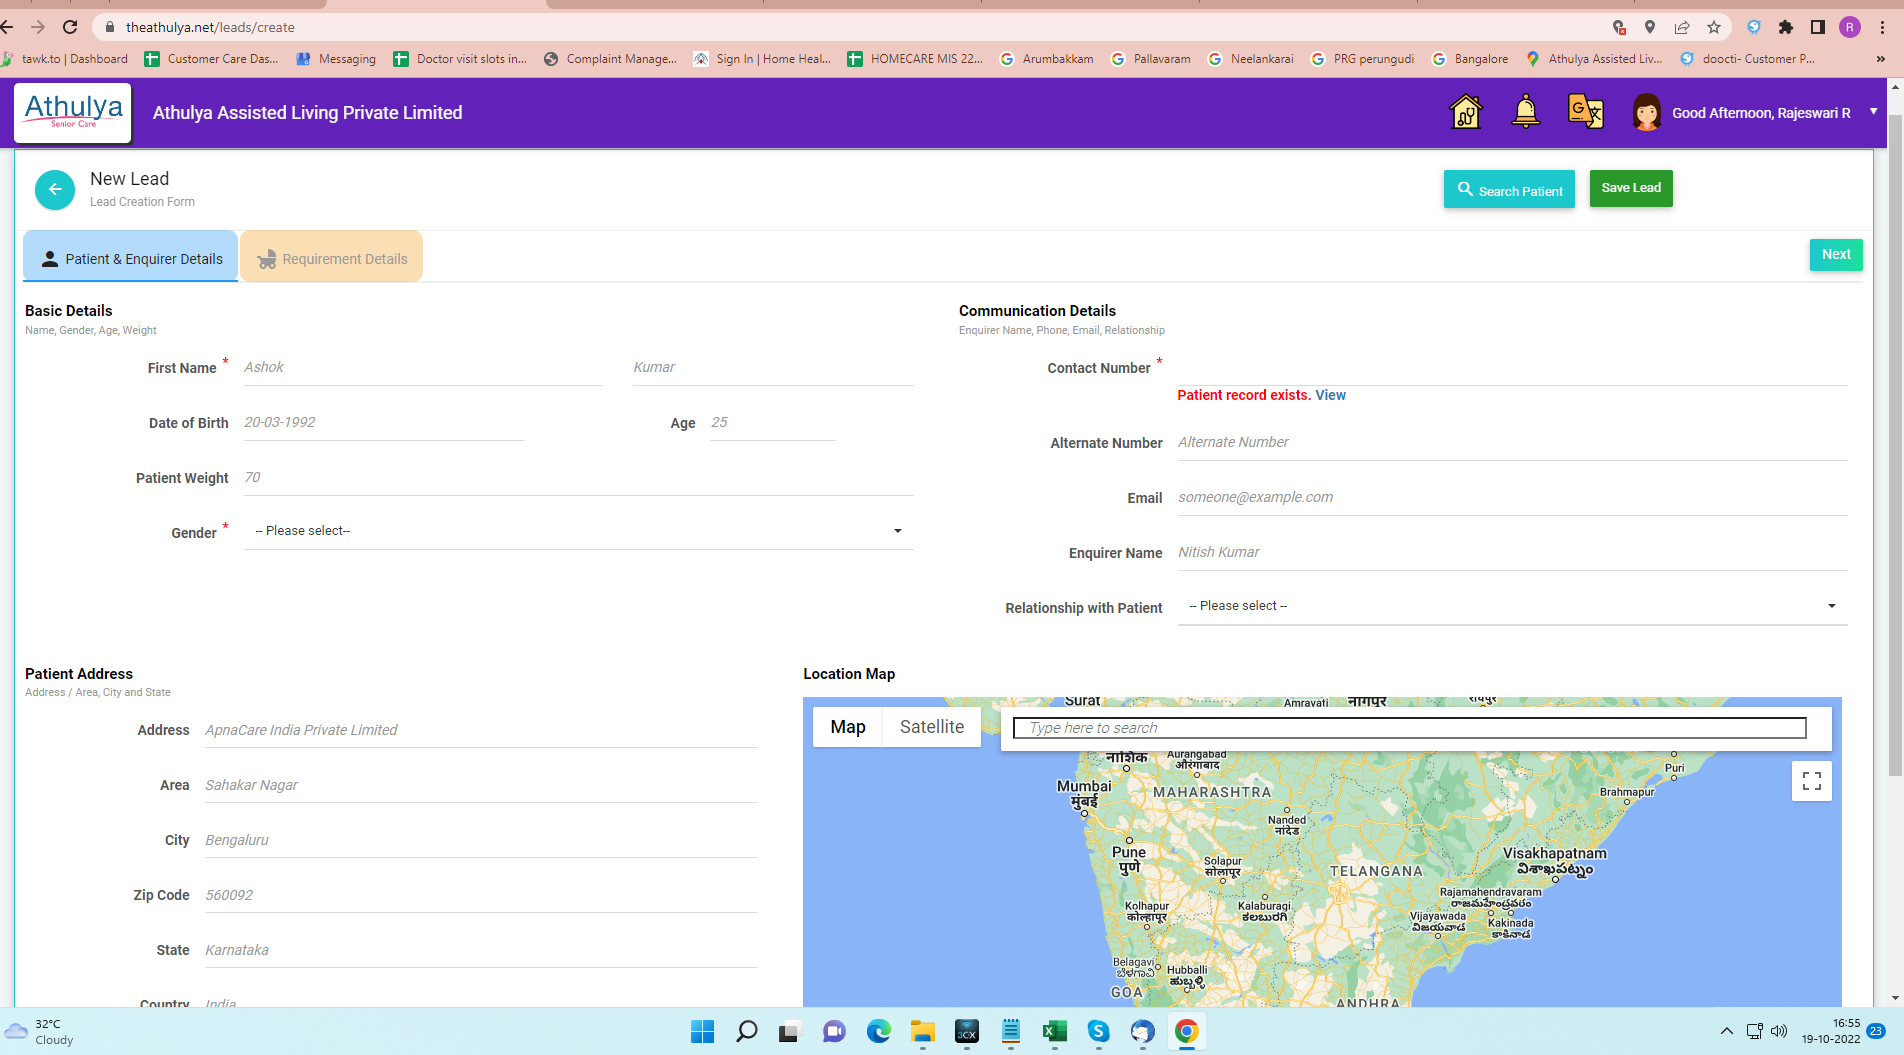 theathulya.net/leads/create
R
tawk.to | Dashboard
Customer Care Das...
Messaging
Doctor visit slots in...
Complaint Manage...
Sign In | Home Heal...
HOMECARE MIS 22...
Arumbakkam
Pallavaram
Neelankarai
PRG perungudi
Bangalore
Athulya Assisted Liv...
doocti- Customer P...
»
Athulya
Senior Care
Athulya Assisted Living Private Limited
Good Afternoon, Rajeswari R
New Lead
Lead Creation Form
Search Patient
Save Lead
Patient & Enquirer Details
Requirement Details
Next
Basic Details
Name, Gender, Age, Weight
First Name *
Ashok
Kumar
Date of Birth
20-03-1992
Age
25
Patient Weight
70
Gender *
-- Please select--
Communication Details
Enquirer Name, Phone, Email, Relationship
Contact Number *
Patient record exists. View
Alternate Number
Alternate Number
Email
someone@example.com
Enquirer Name
Nitish Kumar
Relationship with Patient
-- Please select --
Patient Address
Address / Area, City and State
Address
ApnaCare India Private Limited
Area
Sahakar Nagar
City
Bengaluru
Zip Code
560092
State
Karnataka
Country
India
Location Map
Map
Satellite
Type here to search
Surat
Amravati
नागपुर
रायपुर
नाशिक
Aurangabad
औरंगाबाद
Mumbai
मुंबई
MAHARASHTRA
Puri
Brahmapur
Nanded
नांदेड
Pune
पुणे
Solapur
सोलापूर
TELANGANA
Visakhapatnam
విశాఖపట్నం
Rajamahendravaram
రాజమహేంద్రవరం
Kolhapur
कोल्हापूर
Kalaburagi
ಕಲಬುರಗಿ
Vijayawada
విజయవాడ
Kakinada
కాకినాడ
Belagavi
ಬೆಳಗಾವಿ
Hubballi
ಹುಬ್ಬಳ್ಳಿ
GOA
ANDHRA
32°C
Cloudy
3CX
16:55
19-10-2022
23